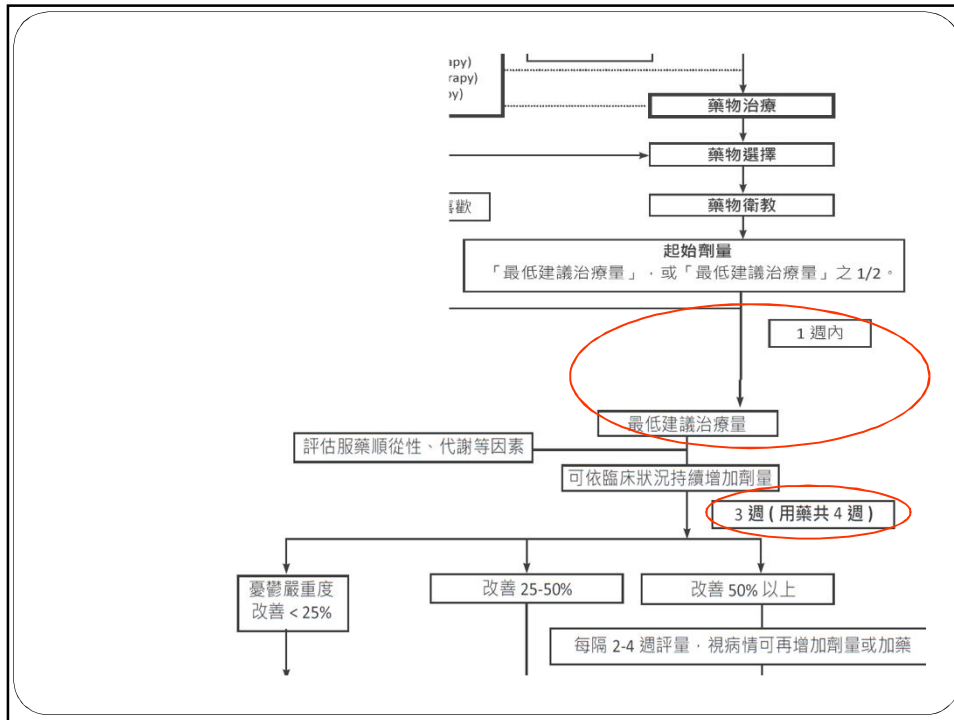 apy)
rapy)
py)
藥物治療
藥物選擇
喜歡
藥物衛教
起始劑量
「最低建議治療量」，或「最低建議治療量」之 1/2。
1 週內
最低建議治療量
評估服藥順從性、代謝等因素
可依臨床狀況持續增加劑量
3 週 ( 用藥共 4 週 )
憂鬱嚴重度
改善 < 25%
改善 25-50%
改善 50% 以上
每隔 2-4 週評量，視病情可再增加劑量或加藥